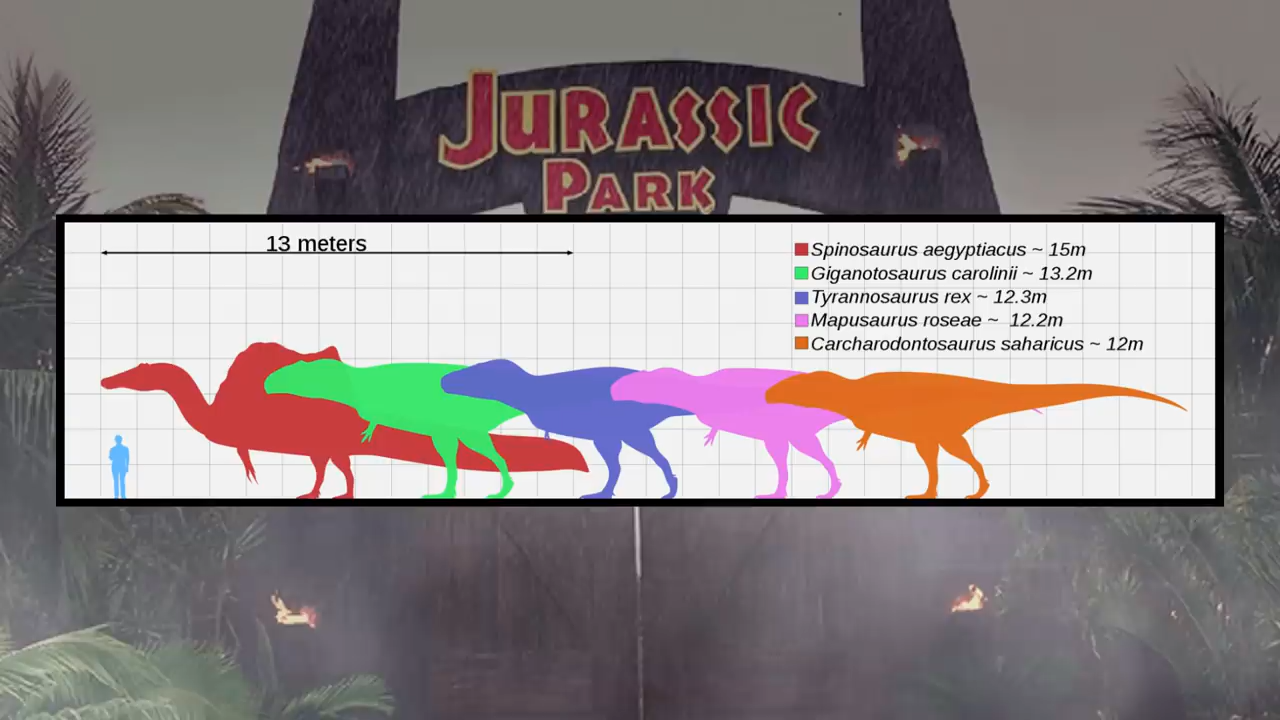 JURASSIC
PARK
13 meters
Spinosaurus aegyptiacus ~ 15m
Giganotosaurus carolinii ~ 13.2m
Tyrannosaurus rex ~ 12.3m
Mapusaurus roseae ~  12.2m
Carcharodontosaurus saharicus ~ 12m